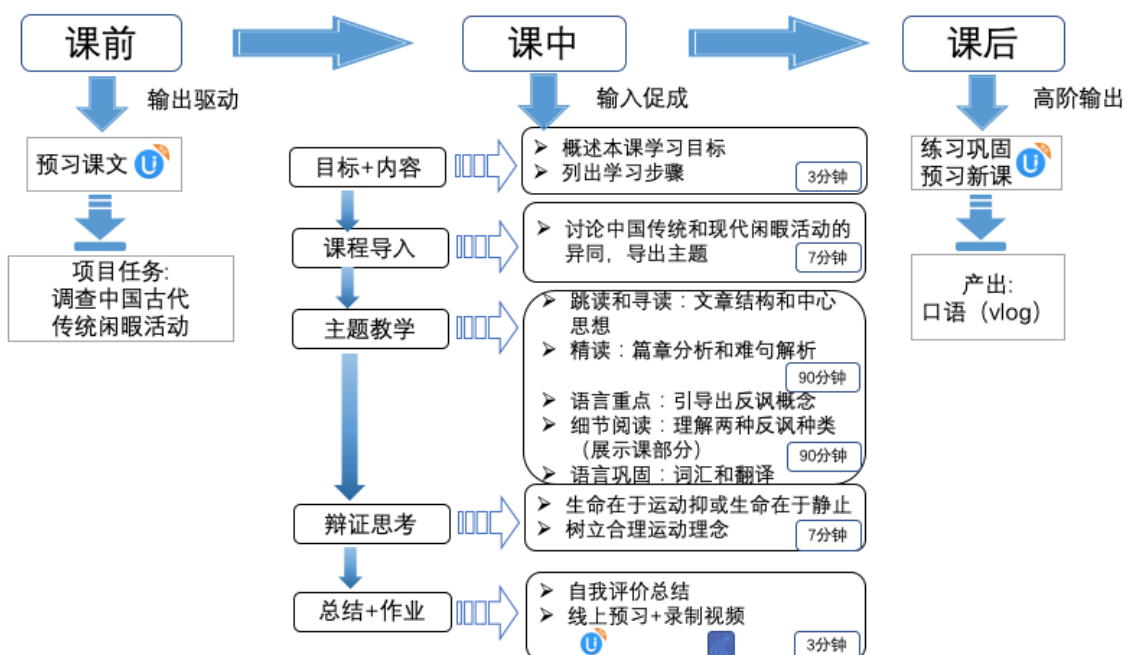 课前
课中
课后
输出驱动
输入促成
高阶输出
预习课文
U
项目任务:
调查中国古代
传统闲暇活动
目标+内容
➢ 概述本课学习目标
➢ 列出学习步骤
3分钟
课程导入
➢ 讨论中国传统和现代闲暇活动的
异同，导出主题
7分钟
主题教学
➢ 跳读和寻读：文章结构和中心
思想
➢ 精读：篇章分析和难句解析
90分钟
➢ 语言重点：引导出反讽概念
➢ 细节阅读：理解两种反讽种类
（展示课部分）
90分钟
➢ 语言巩固：词汇和翻译
辩证思考
➢ 生命在于运动抑或生命在于静止
➢ 树立合理运动理念
7分钟
总结+作业
➢ 自我评价总结
➢ 线上预习+录制视频
U
3分钟
练习巩固
预习新课
U
产出:
口语（vlog）